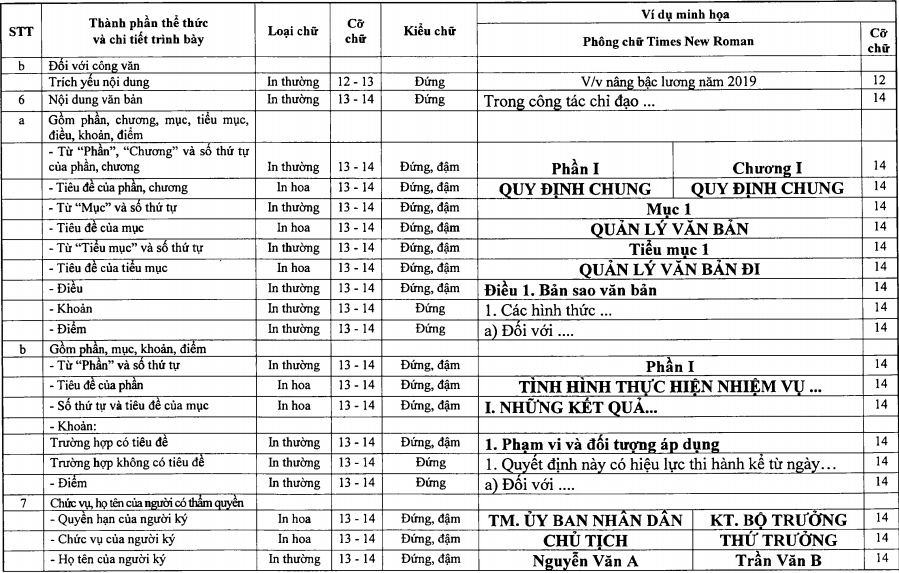 STT Thành phần thể thức và chi tiết trình bày Loại chữ Cỡ chữ Kiểu chữ Ví dụ minh họa
Phông chữ Times New Roman Cỡ chữ
b Đối với công văn
Trích yếu nội dung In thường 12 - 13 Đứng V/v nâng bậc lương năm 2019 12
6 Nội dung văn bản In thường 13 - 14 Đứng Trong công tác chỉ đạo ... 14
a Gồm phần, chương, mục, tiểu mục,
điều, khoản, điểm
- Từ “Phần”, “Chương” và số thứ tự
của phần, chương In thường 13 - 14 Đứng, đậm Phần I Chương I 14
- Tiêu đề của phần, chương In hoa 13 - 14 Đứng, đậm QUY ĐỊNH CHUNG QUY ĐỊNH CHUNG 14
- Từ “Mục” và số thứ tự In thường 13 - 14 Đứng, đậm Mục 1 14
- Tiêu đề của mục In hoa 13 - 14 Đứng, đậm QUẢN LÝ VĂN BẢN 14
- Từ “Tiểu mục” và số thứ tự In thường 13 - 14 Đứng, đậm Tiểu mục 1 14
- Tiêu đề của tiểu mục In hoa 13 - 14 Đứng, đậm QUẢN LÝ VĂN BẢN ĐI 14
- Điều In thường 13 - 14 Đứng, đậm Điều 1. Bản sao văn bản 14
- Khoản In thường 13 - 14 Đứng 1. Các hình thức ... 14
- Điểm In thường 13 - 14 Đứng a) Đối với .... 14
b Gồm phần, mục, khoản, điểm
- Từ “Phần” và số thứ tự In thường 13 - 14 Đứng, đậm Phần I 14
- Tiêu đề của phần In hoa 13 - 14 Đứng, đậm TÌNH HÌNH THỰC HIỆN NHIỆM VỤ ... 14
- Số thứ tự và tiêu đề của mục In hoa 13 - 14 Đứng, đậm I. NHỮNG KẾT QUẢ... 14
- Khoản:
Trường hợp có tiêu đề In thường 13 - 14 Đứng, đậm 1. Phạm vi và đối tượng áp dụng 14
Trường hợp không có tiêu đề In thường 13 - 14 Đứng 1. Quyết định này có hiệu lực thi hành kể từ ngày… 14
- Điểm In thường 13 - 14 Đứng a) Đối với .... 14
7 Chức vụ, họ tên của người có thẩm quyền
- Quyền hạn của người ký In hoa 13 - 14 Đứng, đậm TM. ỦY BAN NHÂN DÂN KT. BỘ TRƯỞNG 14
- Chức vụ của người ký In hoa 13 - 14 Đứng, đậm CHỦ TỊCH THỨ TRƯỞNG 14
- Họ tên của người ký In thường 13 - 14 Đứng, đậm Nguyễn Văn A Trần Văn B 14